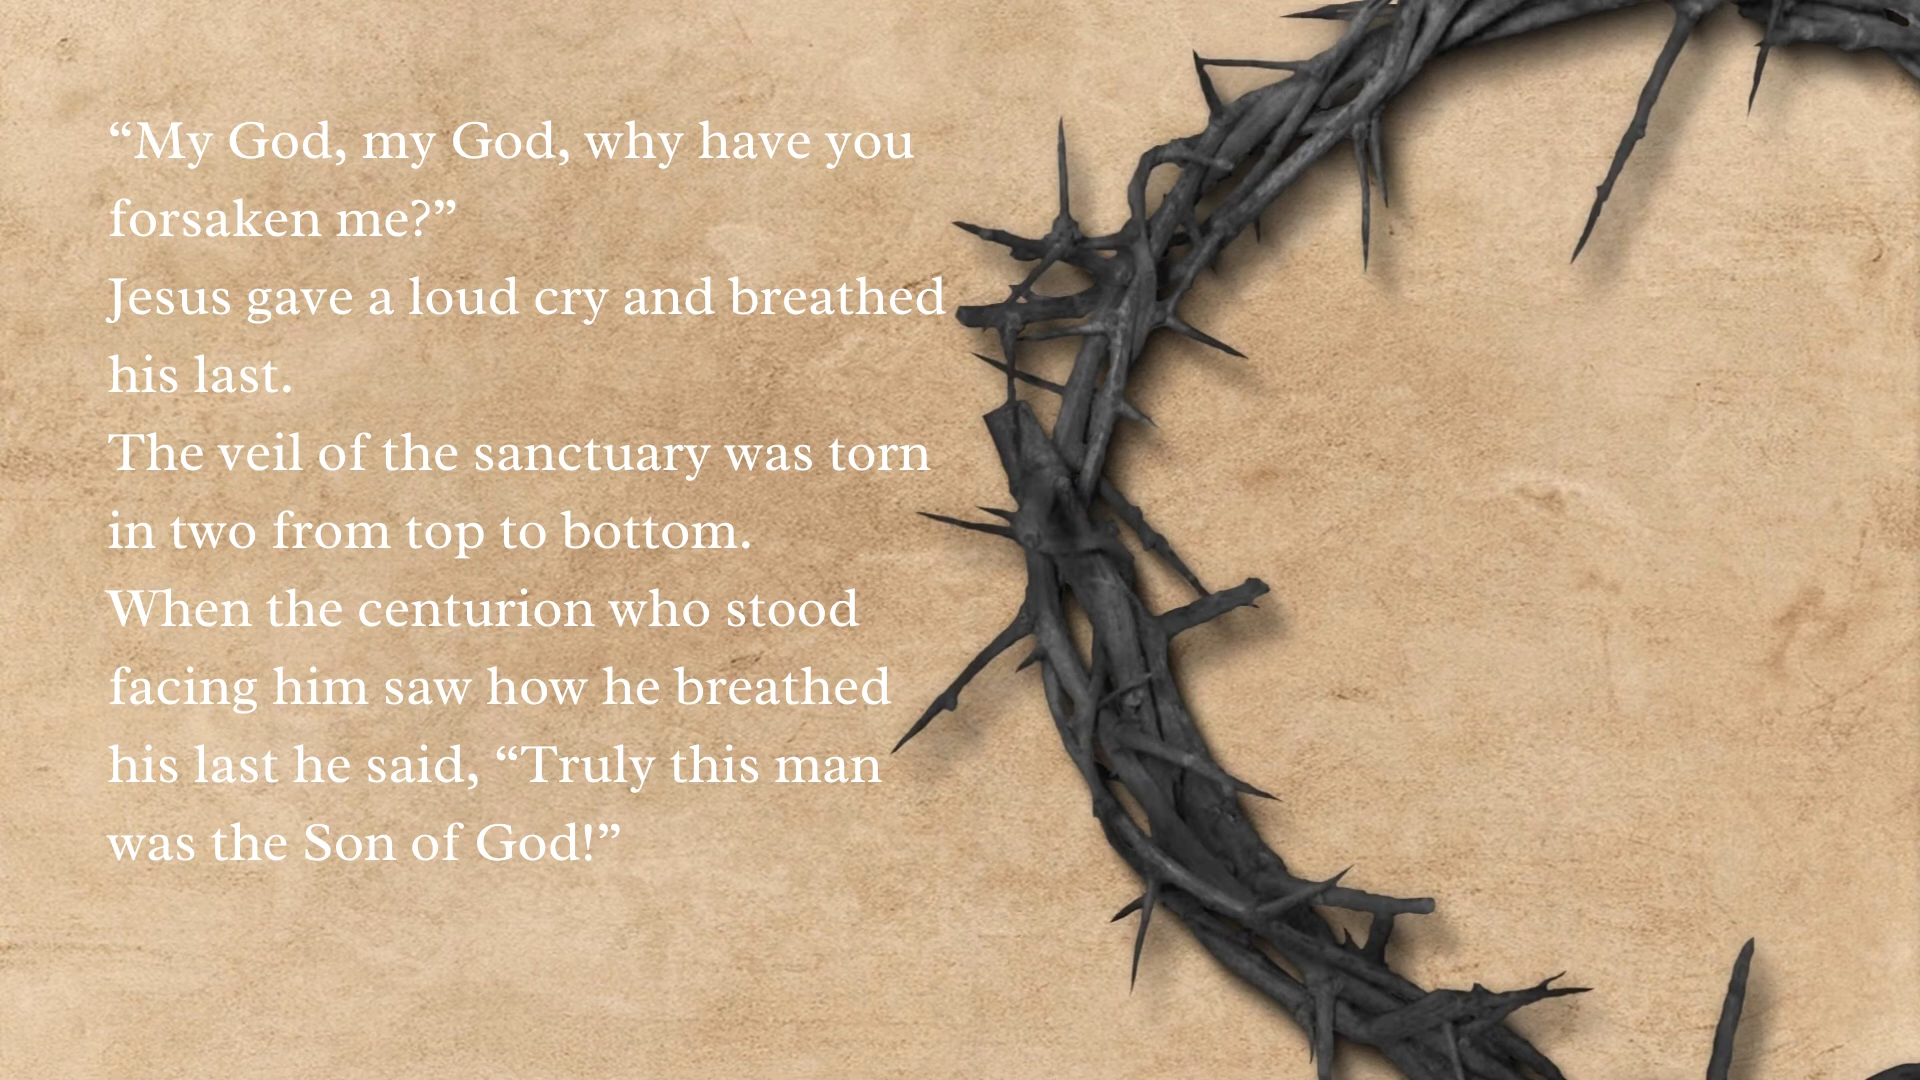 “My God, my God, why have you
forsaken me?”
Jesus gave a loud cry and breathed
his last.
The veil of the sanctuary was torn
in two from top to bottom.
When the centurion who stood
facing him saw how he breathed
his last he said, “Truly this man
was the Son of God!”